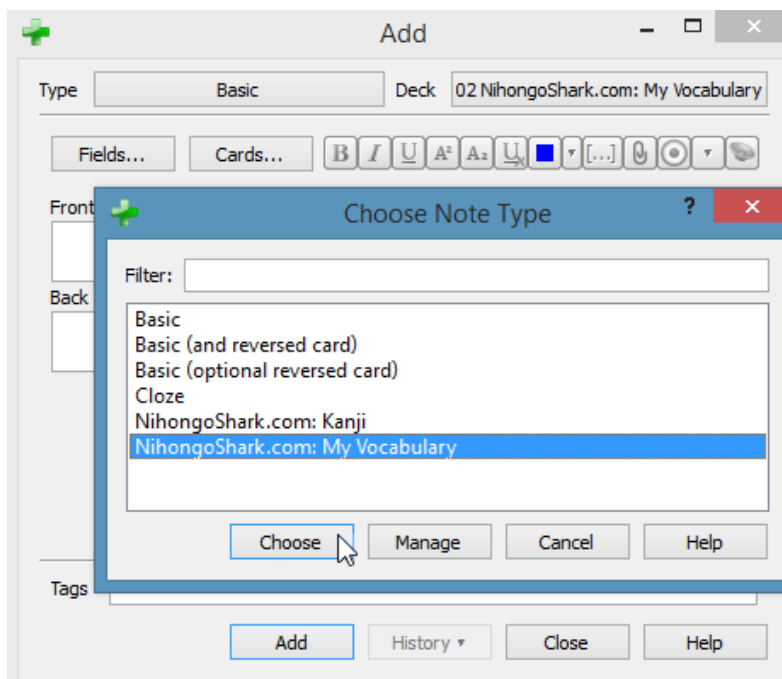 Add
Type Basic Deck 02 NihongoShark.com: My Vocabulary
Fields... Cards... B I U A² A₂ U [...]
Front
Choose Note Type ?
Filter:
Back
Basic
Basic (and reversed card)
Basic (optional reversed card)
Cloze
NihongoShark.com: Kanji
NihongoShark.com: My Vocabulary
Choose Manage Cancel Help
Tags
Add History Close Help